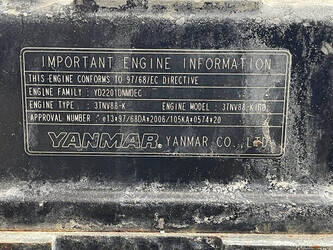 IMPORTANT ENGINE INFORMATION
THIS ENGINE CONFORMS TO 97/68/EC DIRECTIVE
ENGINE FAMILY :
ENGINE TYPE : 3TNV88-K ENGINE MODEL :
APPROVAL NUMBER : e13*97/68DA*2006/105KA*0574*20
YANMAR YANMAR CO., LTD.